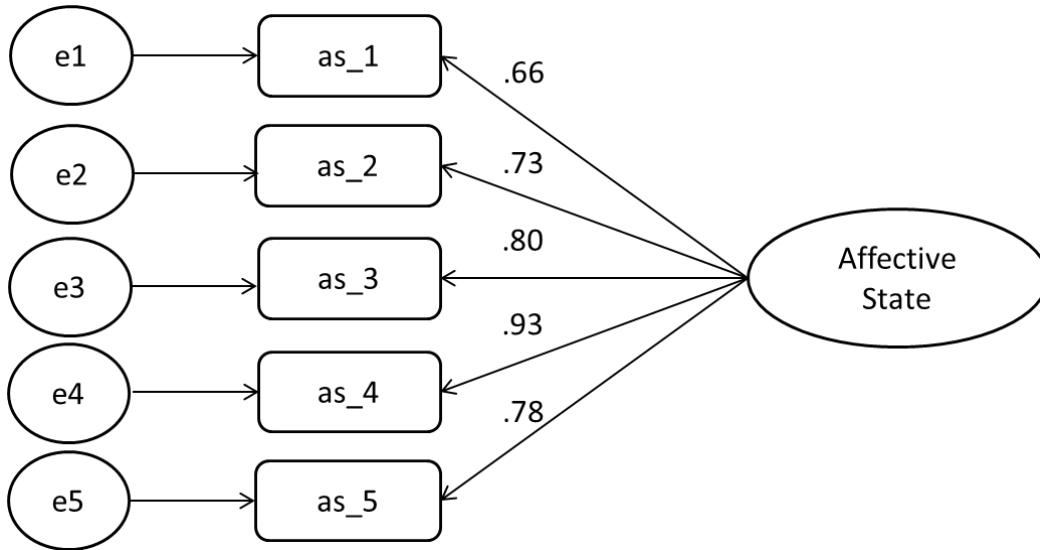 e1
as_1
.66
e2
as_2
.73
e3
as_3
.80
Affective
State
e4
as_4
.93
e5
as_5
.78